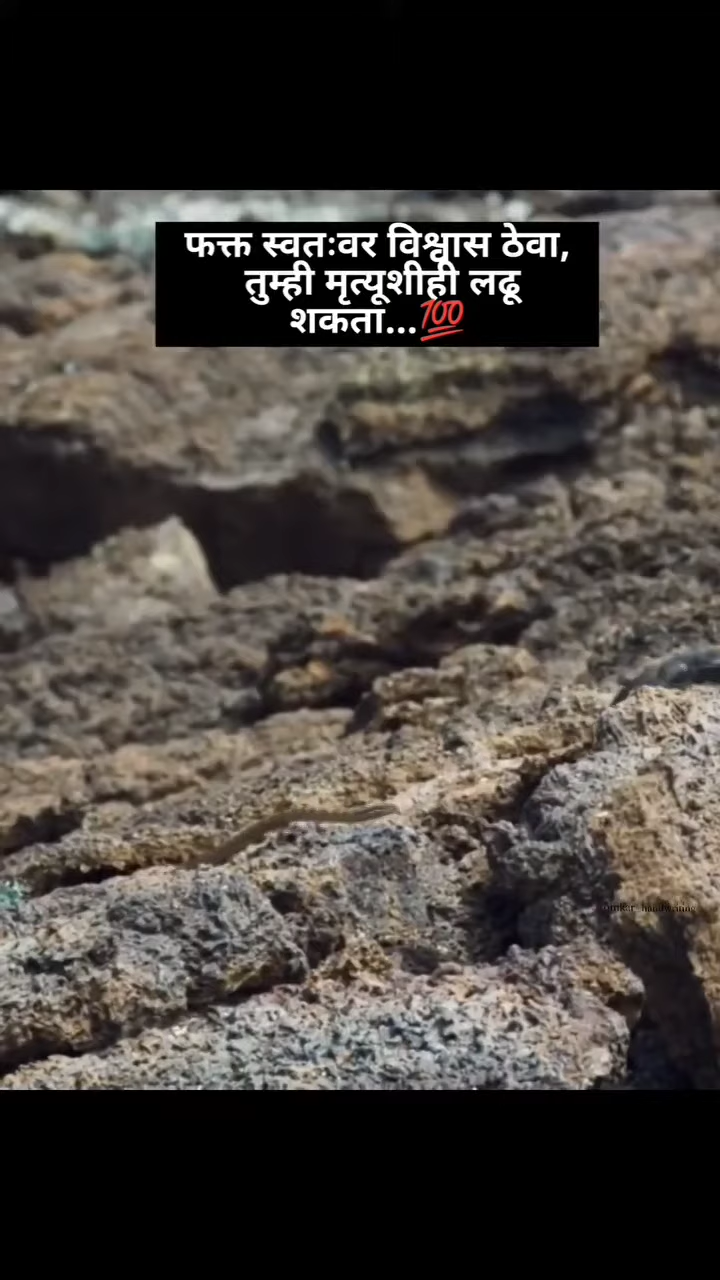 फक्त स्वतःवर विश्वास ठेवा,
तुम्ही मृत्यूशीही लढू
शकता...💯